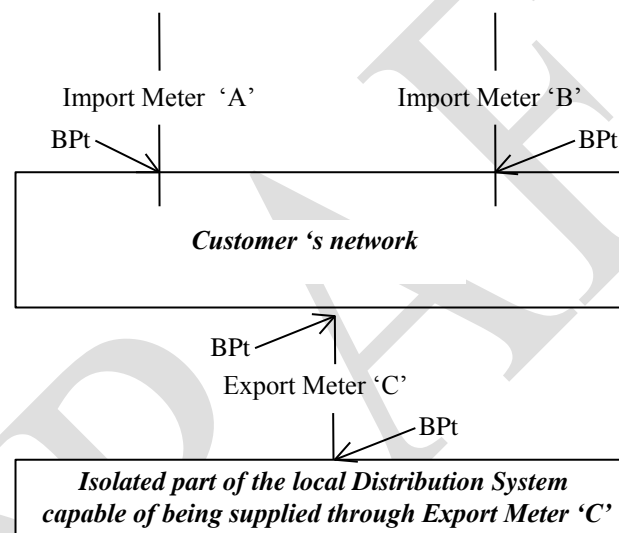 Import Meter ‘A’ Import Meter ‘B’
BPt BPt
Customer ‘s network
BPt
Export Meter ‘C’
BPt
Isolated part of the local Distribution System
capable of being supplied through Export Meter ‘C’